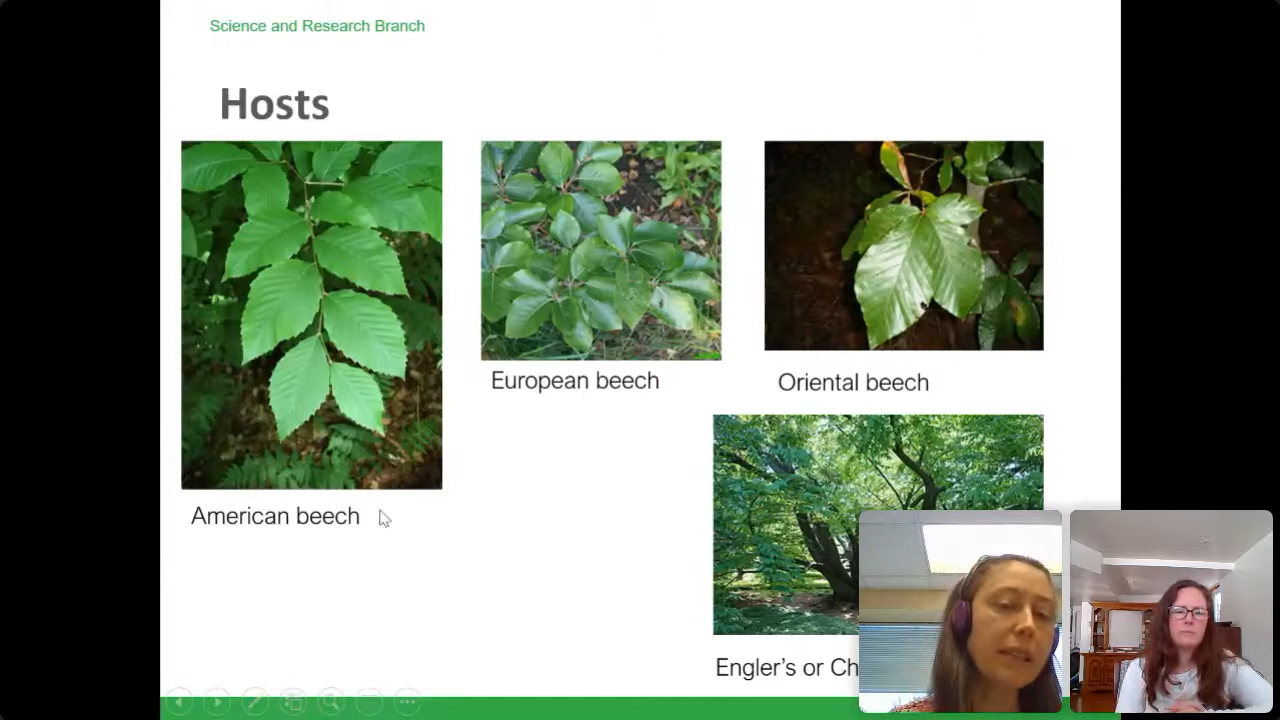 Science and Research Branch
Hosts
European beech
Oriental beech
American beech
Engler's or Ch